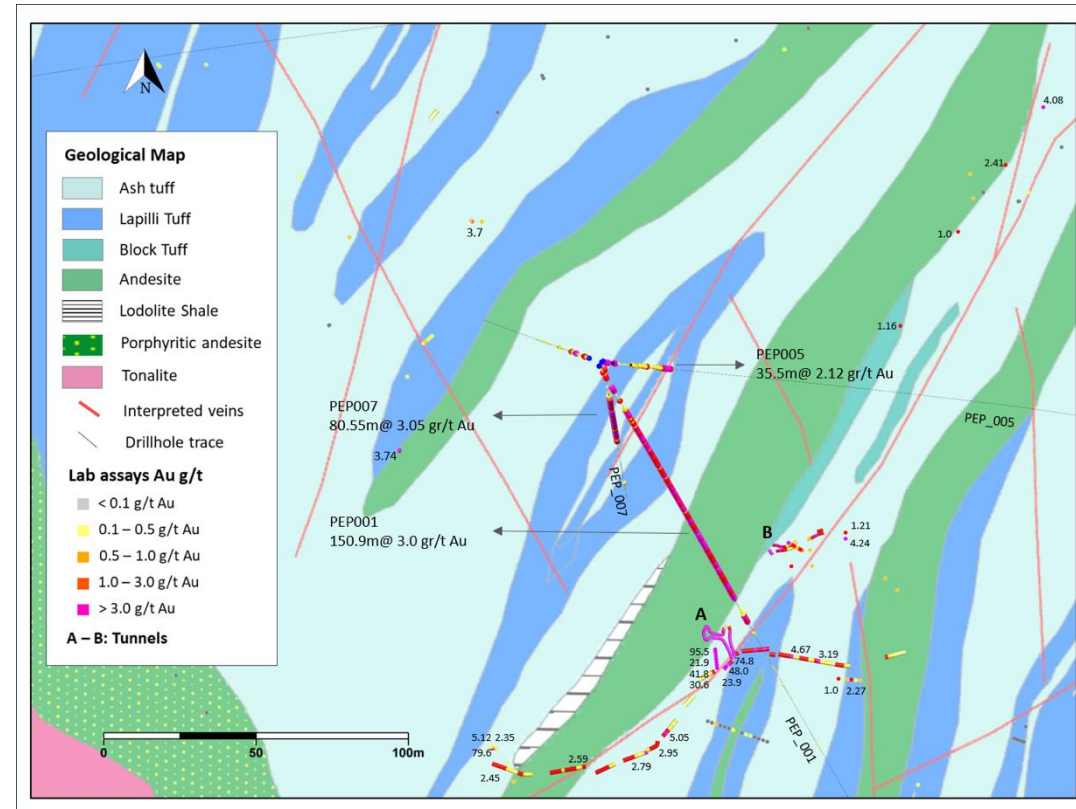 N
4.08
2.41
1.0
3.7
1.16
Geological Map
Ash tuff
Lapilli Tuff
Block Tuff
Andesite
Lodolite Shale
Porphyritic andesite
Tonalite
Interpreted veins
Drillhole trace
Lab assays Au g/t
< 0.1 g/t Au
0.1 – 0.5 g/t Au
0.5 – 1.0 g/t Au
1.0 – 3.0 g/t Au
> 3.0 g/t Au
A – B: Tunnels
PEP005
35.5m@ 2.12 gr/t Au
PEP_005
PEP007
80.55m@ 3.05 gr/t Au
3.74
PEP_007
PEP001
150.9m@ 3.0 gr/t Au
B
1.21
4.24
A
95.5
21.9
41.8
30.6
74.8
48.0
23.9
4.67 3.19
1.0 2.27
PEP_001
5.12 2.35
79.6
2.45
2.59
2.79
2.95
5.05
0 50 100m